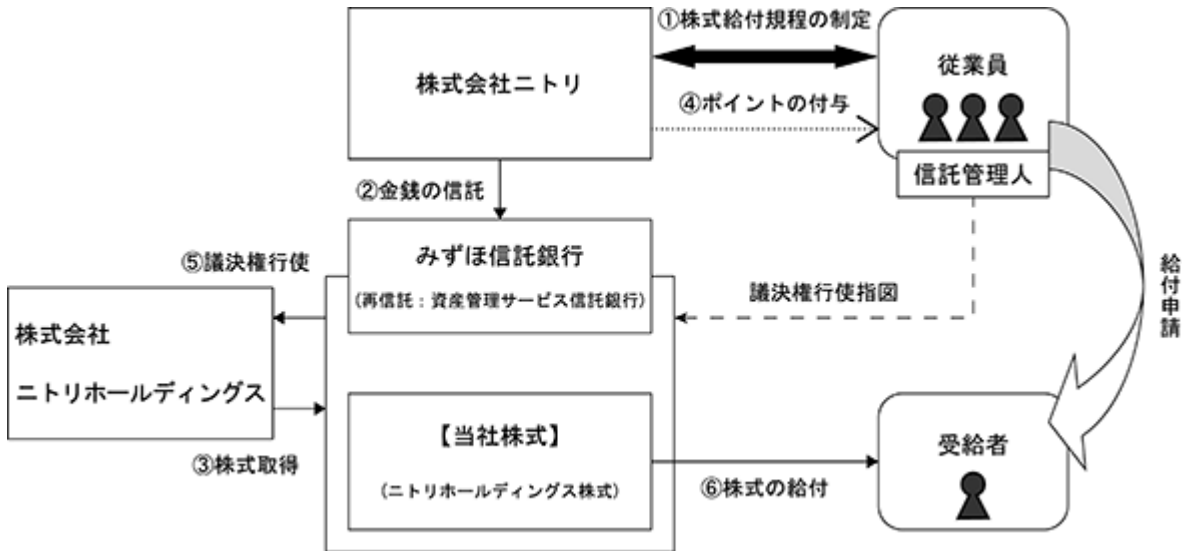 ①株式給付規程の制定
株式会社ニトリ
従業員
④ポイントの付与
信託管理人
②金銭の信託
みずほ信託銀行
(再信託：資産管理サービス信託銀行)
⑤議決権行使
議決権行使指図
給付申請
株式会社
ニトリホールディングス
③株式取得
【当社株式】
(ニトリホールディングス株式)
⑥株式の給付
受給者